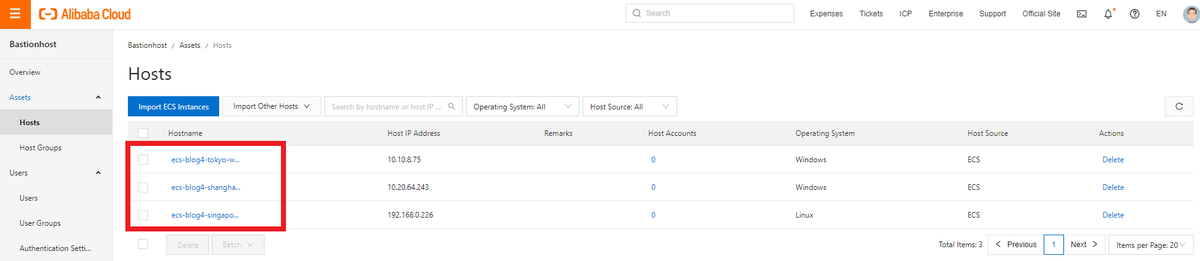 Alibaba Cloud
Search
Expenses
Tickets
ICP
Enterprise
Support
Official Site
EN
Bastionhost
Overview
Assets
Hosts
Host Groups
Users
Users
User Groups
Authentication Setti...
Bastionhost / Assets / Hosts
Hosts
Import ECS Instances
Import Other Hosts
Search by hostname or host IP ...
Operating System: All
Host Source: All
Hostname Host IP Address Remarks Host Accounts Operating System Host Source Actions
ecs-blog4-tokyo-w... 10.10.8.75 0 Windows ECS Delete
ecs-blog4-shangha... 10.20.64.243 0 Windows ECS Delete
ecs-blog4-singapo... 192.168.0.226 0 Linux ECS Delete
Delete Batch Total Items: 3 Previous 1 Next Items per Page: 20